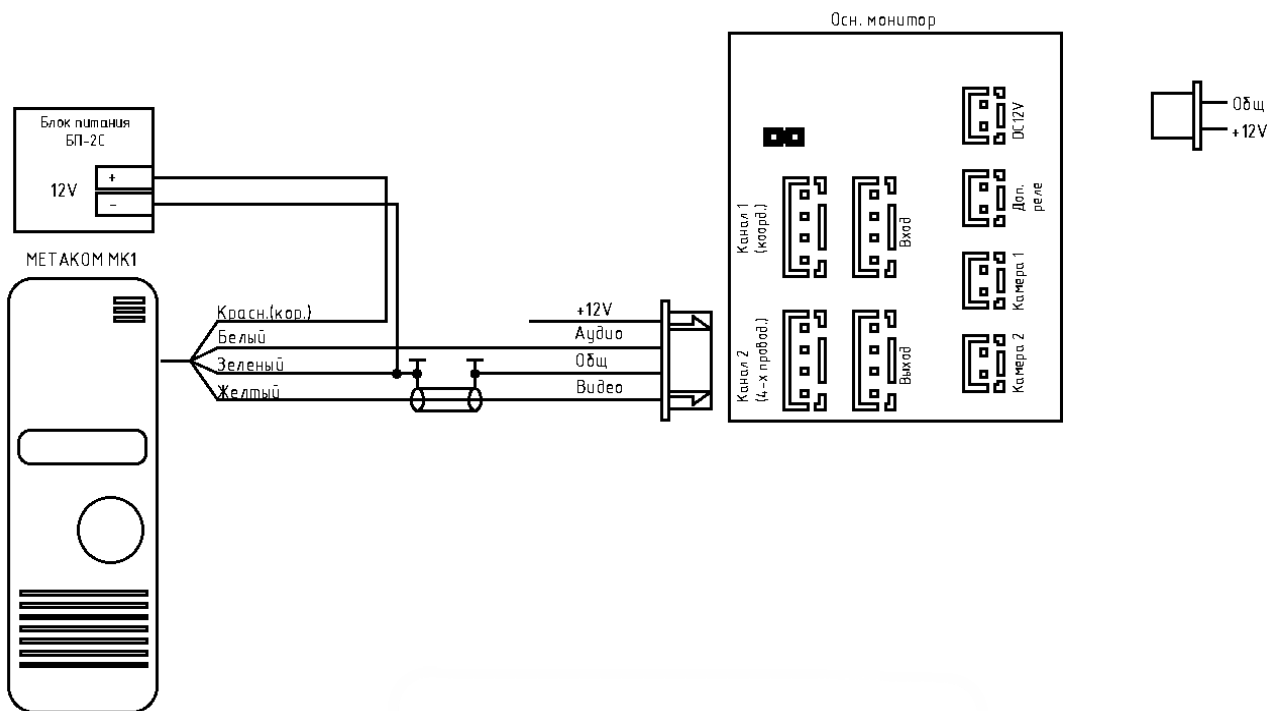 Осн. монитор
Блок питания
БП-2С
12V
+
-
МЕТАКОМ МК1
Красн.(кор.)
Белый
Зеленый
Желтый
+12V
Аудио
Общ
Видео
Канал 1
(коорд.)
Вход
Канал 2
(4-х провод.)
Выход
DC12V
Доп.
реле
Камера 1
Камера 2
Общ
+12V